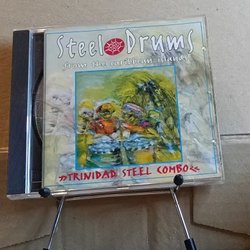 Steel Drums
from the caribbean islands
"TRINIDAD STEEL COMBO"